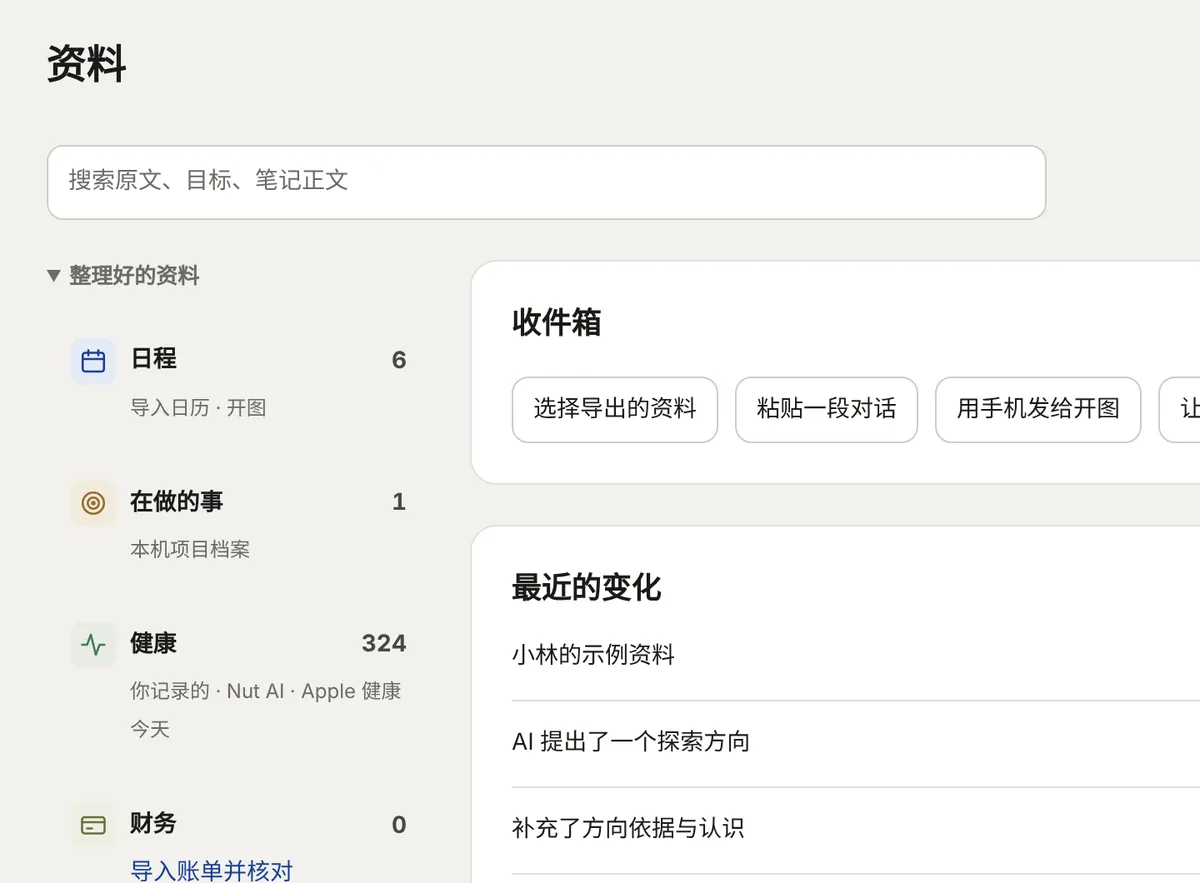 资料
搜索原文、目标、笔记正文
▼ 整理好的资料
日程 6
导入日历 · 开图
在做的事 1
本机项目档案
健康 324
你记录的 · Nut AI · Apple 健康
今天
财务 0
导入账单并核对
收件箱
选择导出的资料
粘贴一段对话
用手机发给开图
让
最近的变化
小林的示例资料
AI 提出了一个探索方向
补充了方向依据与认识